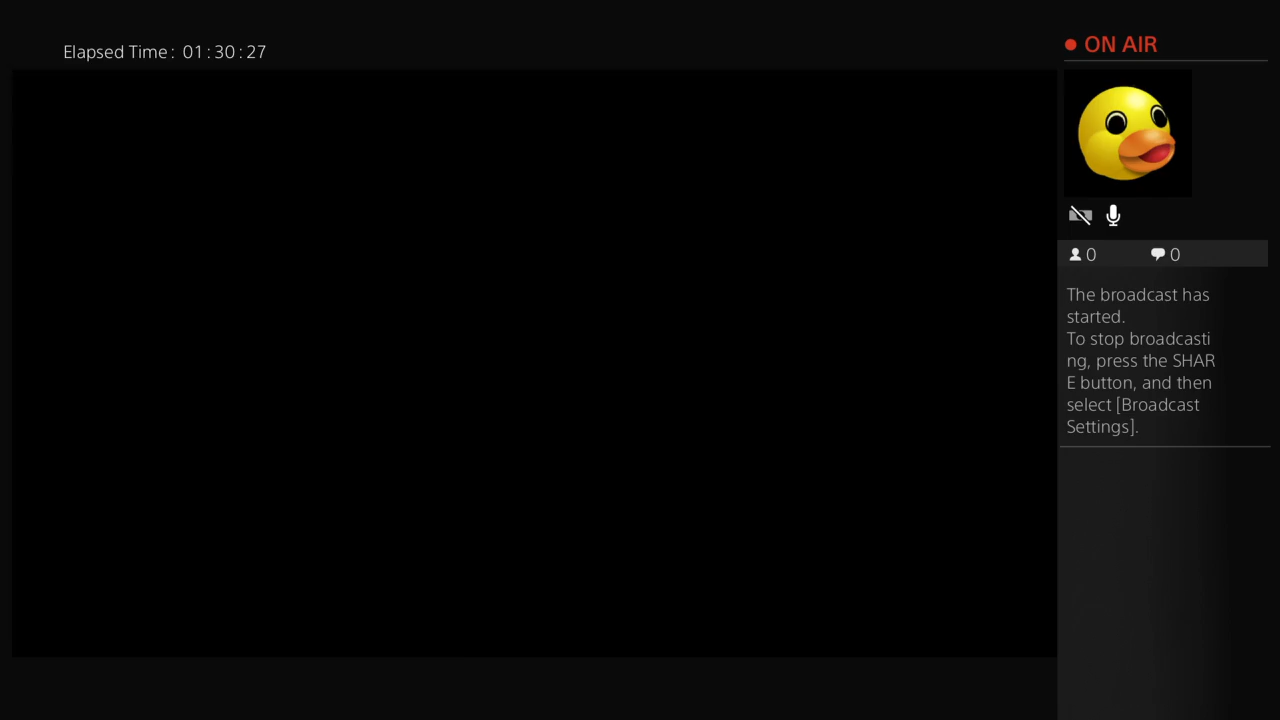 Elapsed Time: 01:30:27
ON AIR
0 0
The broadcast has
started.
To stop broadcasti
ng, press the SHAR
E button, and then
select [Broadcast
Settings].